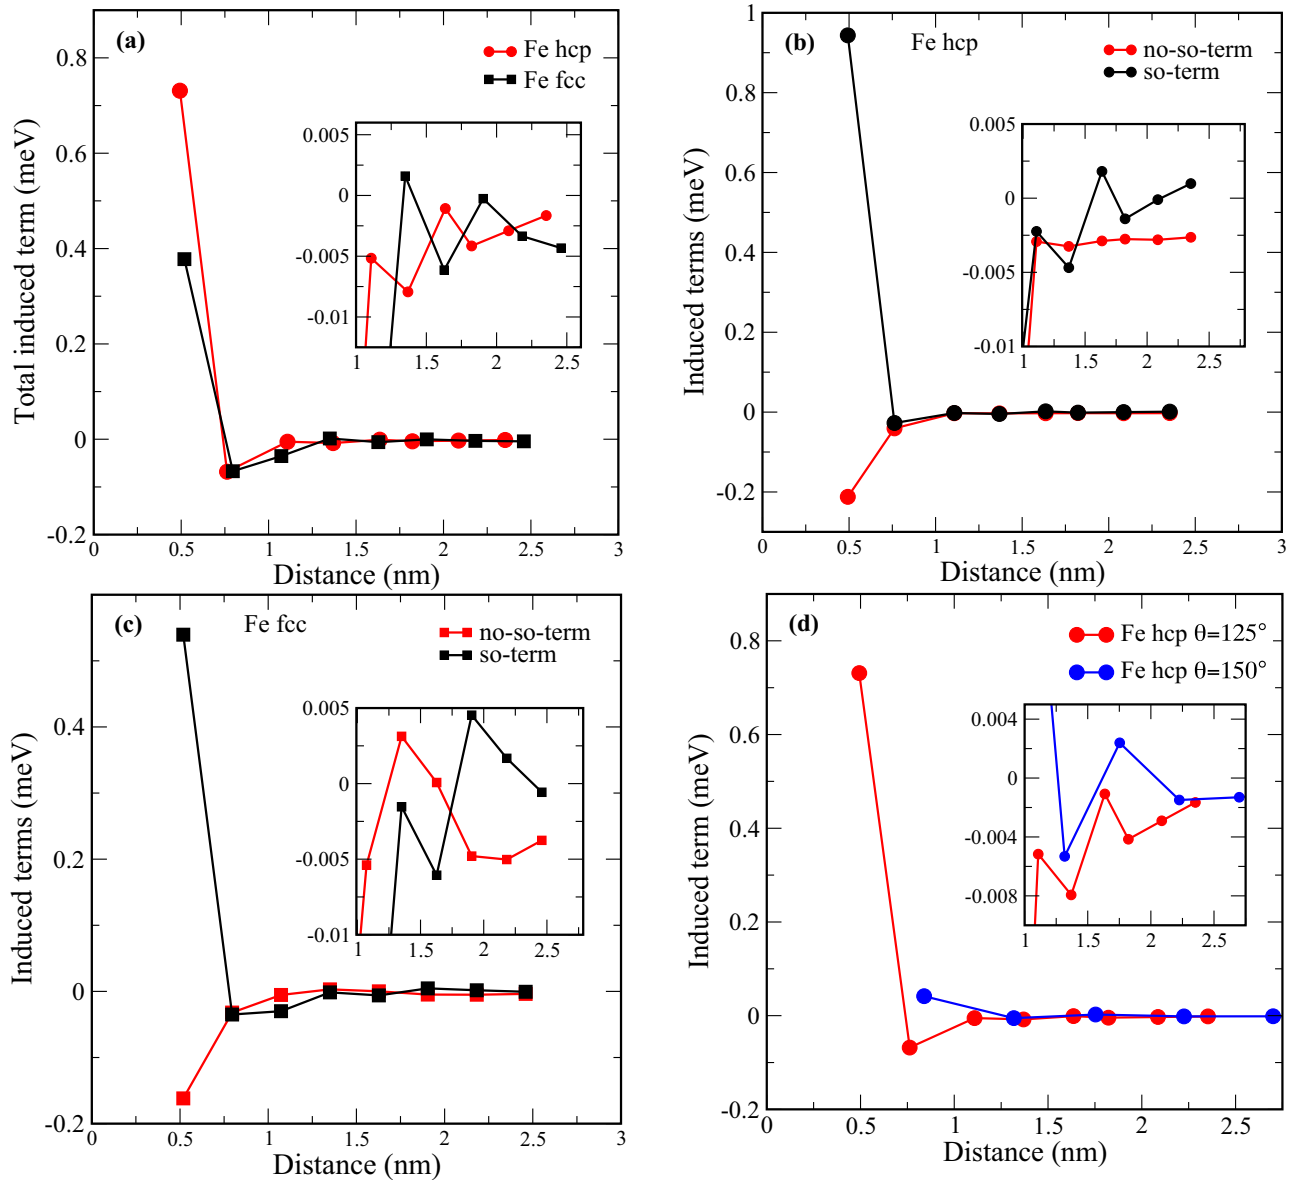 (a)
Fe hcp
Fe fcc
Total induced term (meV)
0.8
0.6
0.4
0.2
0
-0.2
0 0.5 1 1.5 2 2.5 3
Distance (nm)
0.005
0
-0.005
-0.01
1 1.5 2 2.5
(b)
Fe hcp
no-so-term
so-term
Induced terms (meV)
1
0.8
0.6
0.4
0.2
0
-0.2
0 0.5 1 1.5 2 2.5 3
Distance (nm)
0.005
0
-0.005
-0.01
1 1.5 2 2.5
(c)
Fe fcc
no-so-term
so-term
Induced terms (meV)
0.4
0.2
0
-0.2
0 0.5 1 1.5 2 2.5 3
Distance (nm)
0.005
0
-0.005
-0.01
1 1.5 2 2.5
(d)
Fe hcp θ=125°
Fe hcp θ=150°
Induced term (meV)
0.8
0.6
0.4
0.2
0
-0.2
0 0.5 1 1.5 2 2.5
Distance (nm)
0.004
0
-0.004
-0.008
1 1.5 2 2.5